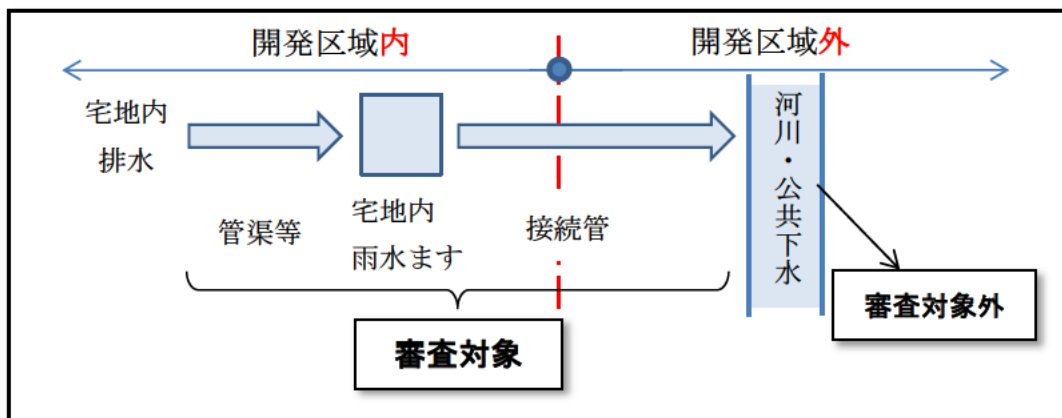 開発区域内
開発区域外
宅地内
排水
管渠等
宅地内
雨水ます
接続管
河川・公共下水
審査対象
審査対象外